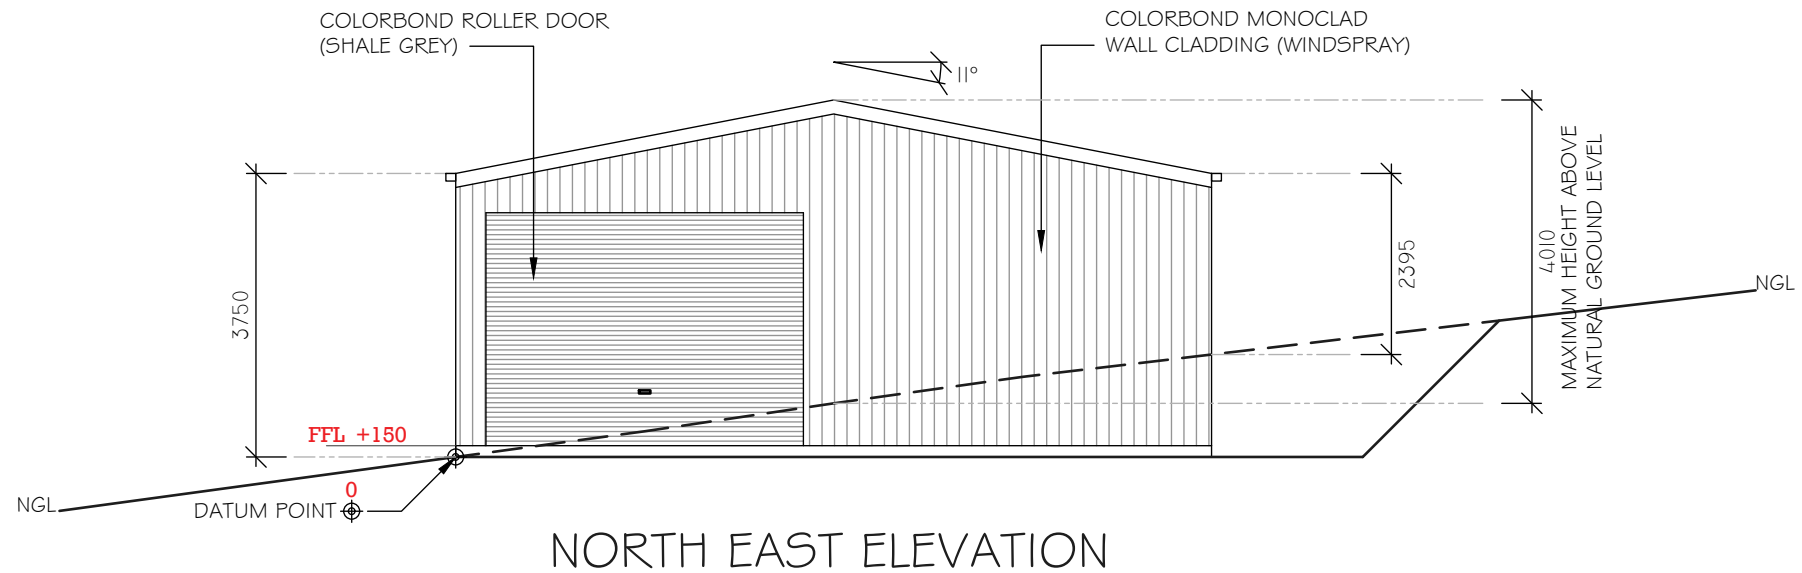 COLORBOND ROLLER DOOR
(SHALE GREY)
COLORBOND MONOCLAD
WALL CLADDING (WINDSPRAY)
11°
3750
2395
4010
MAXIMUM HEIGHT ABOVE
NATURAL GROUND LEVEL
NGL
FFL +150
0
NGL
DATUM POINT
NORTH EAST ELEVATION